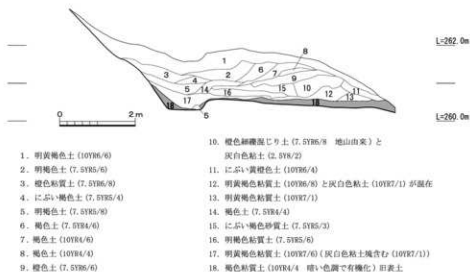 L=262.0m
L=260.0m
1
2
3
4
5
6
7
8
9
5
14
15
10
12
11
13
16
17
18
18
5
0
2 m
1. 明黄褐色土 (10YR6/6)
2. 明褐色土 (7.5YR5/6)
3. 橙色粘質土 (7.5YR6/8)
4. にぶい褐色土 (7.5YR5/4)
5. 明褐色土 (7.5YR5/8)
6. 褐色土 (7.5YR4/6)
7. 褐色土 (10YR4/6)
8. 褐色土 (10YR4/4)
9. 橙色土 (7.5YR6/6)
10. 橙色細礫混じり土 (7.5YR6/8 地山由来) と
灰白色粘土 (2.5Y8/2)
11. にぶい黄橙色土 (10YR6/4)
12. 明黄褐色粘質土 (10YR6/8) と灰白色粘土 (10YR7/1) が混在
13. 明黄褐色粘質土 (10YR7/1)
14. 褐色土 (7.5YR4/4)
15. にぶい褐色砂質土 (7.5YR5/3)
16. 明褐色粘質土 (7.5YR5/6)
17. 明黄褐色粘質土 (10YR7/6) (灰白色粘土塊含む (10YR7/1))
18. 褐色粘質土 (10YR4/4 暗い色調で有機化) 旧表土